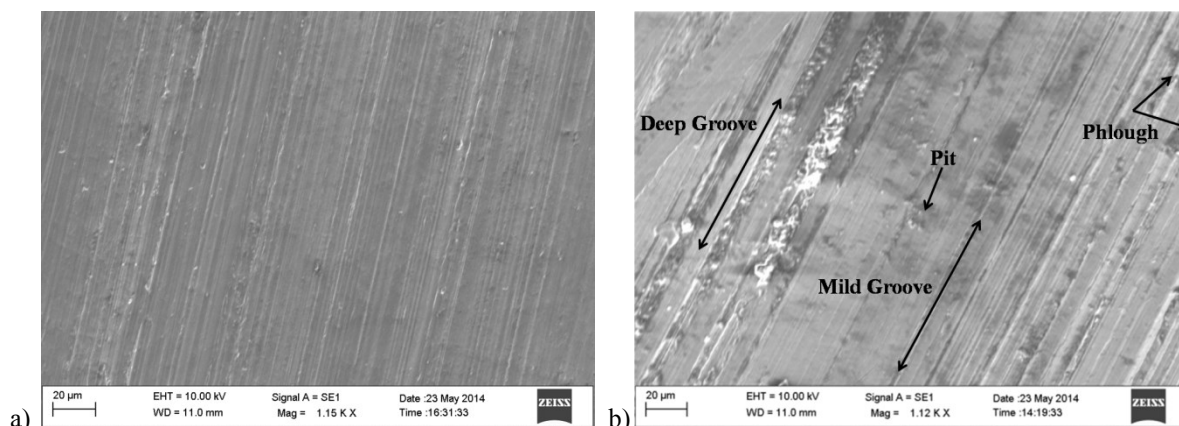 Deep Groove
Phlough
Pit
Mild Groove
a)
20 µm
EHT = 10.00 kV
WD = 11.0 mm
Signal A = SE1
Mag = 1.15 K X
Date :23 May 2014
Time :16:31:33
ZEISS
b)
20 µm
EHT = 10.00 kV
WD = 11.0 mm
Signal A = SE1
Mag = 1.12 K X
Date :23 May 2014
Time :14:19:33
ZEISS